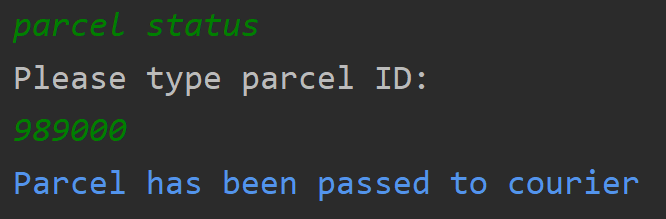 parcel status
Please type parcel ID:
989000
Parcel has been passed to courier